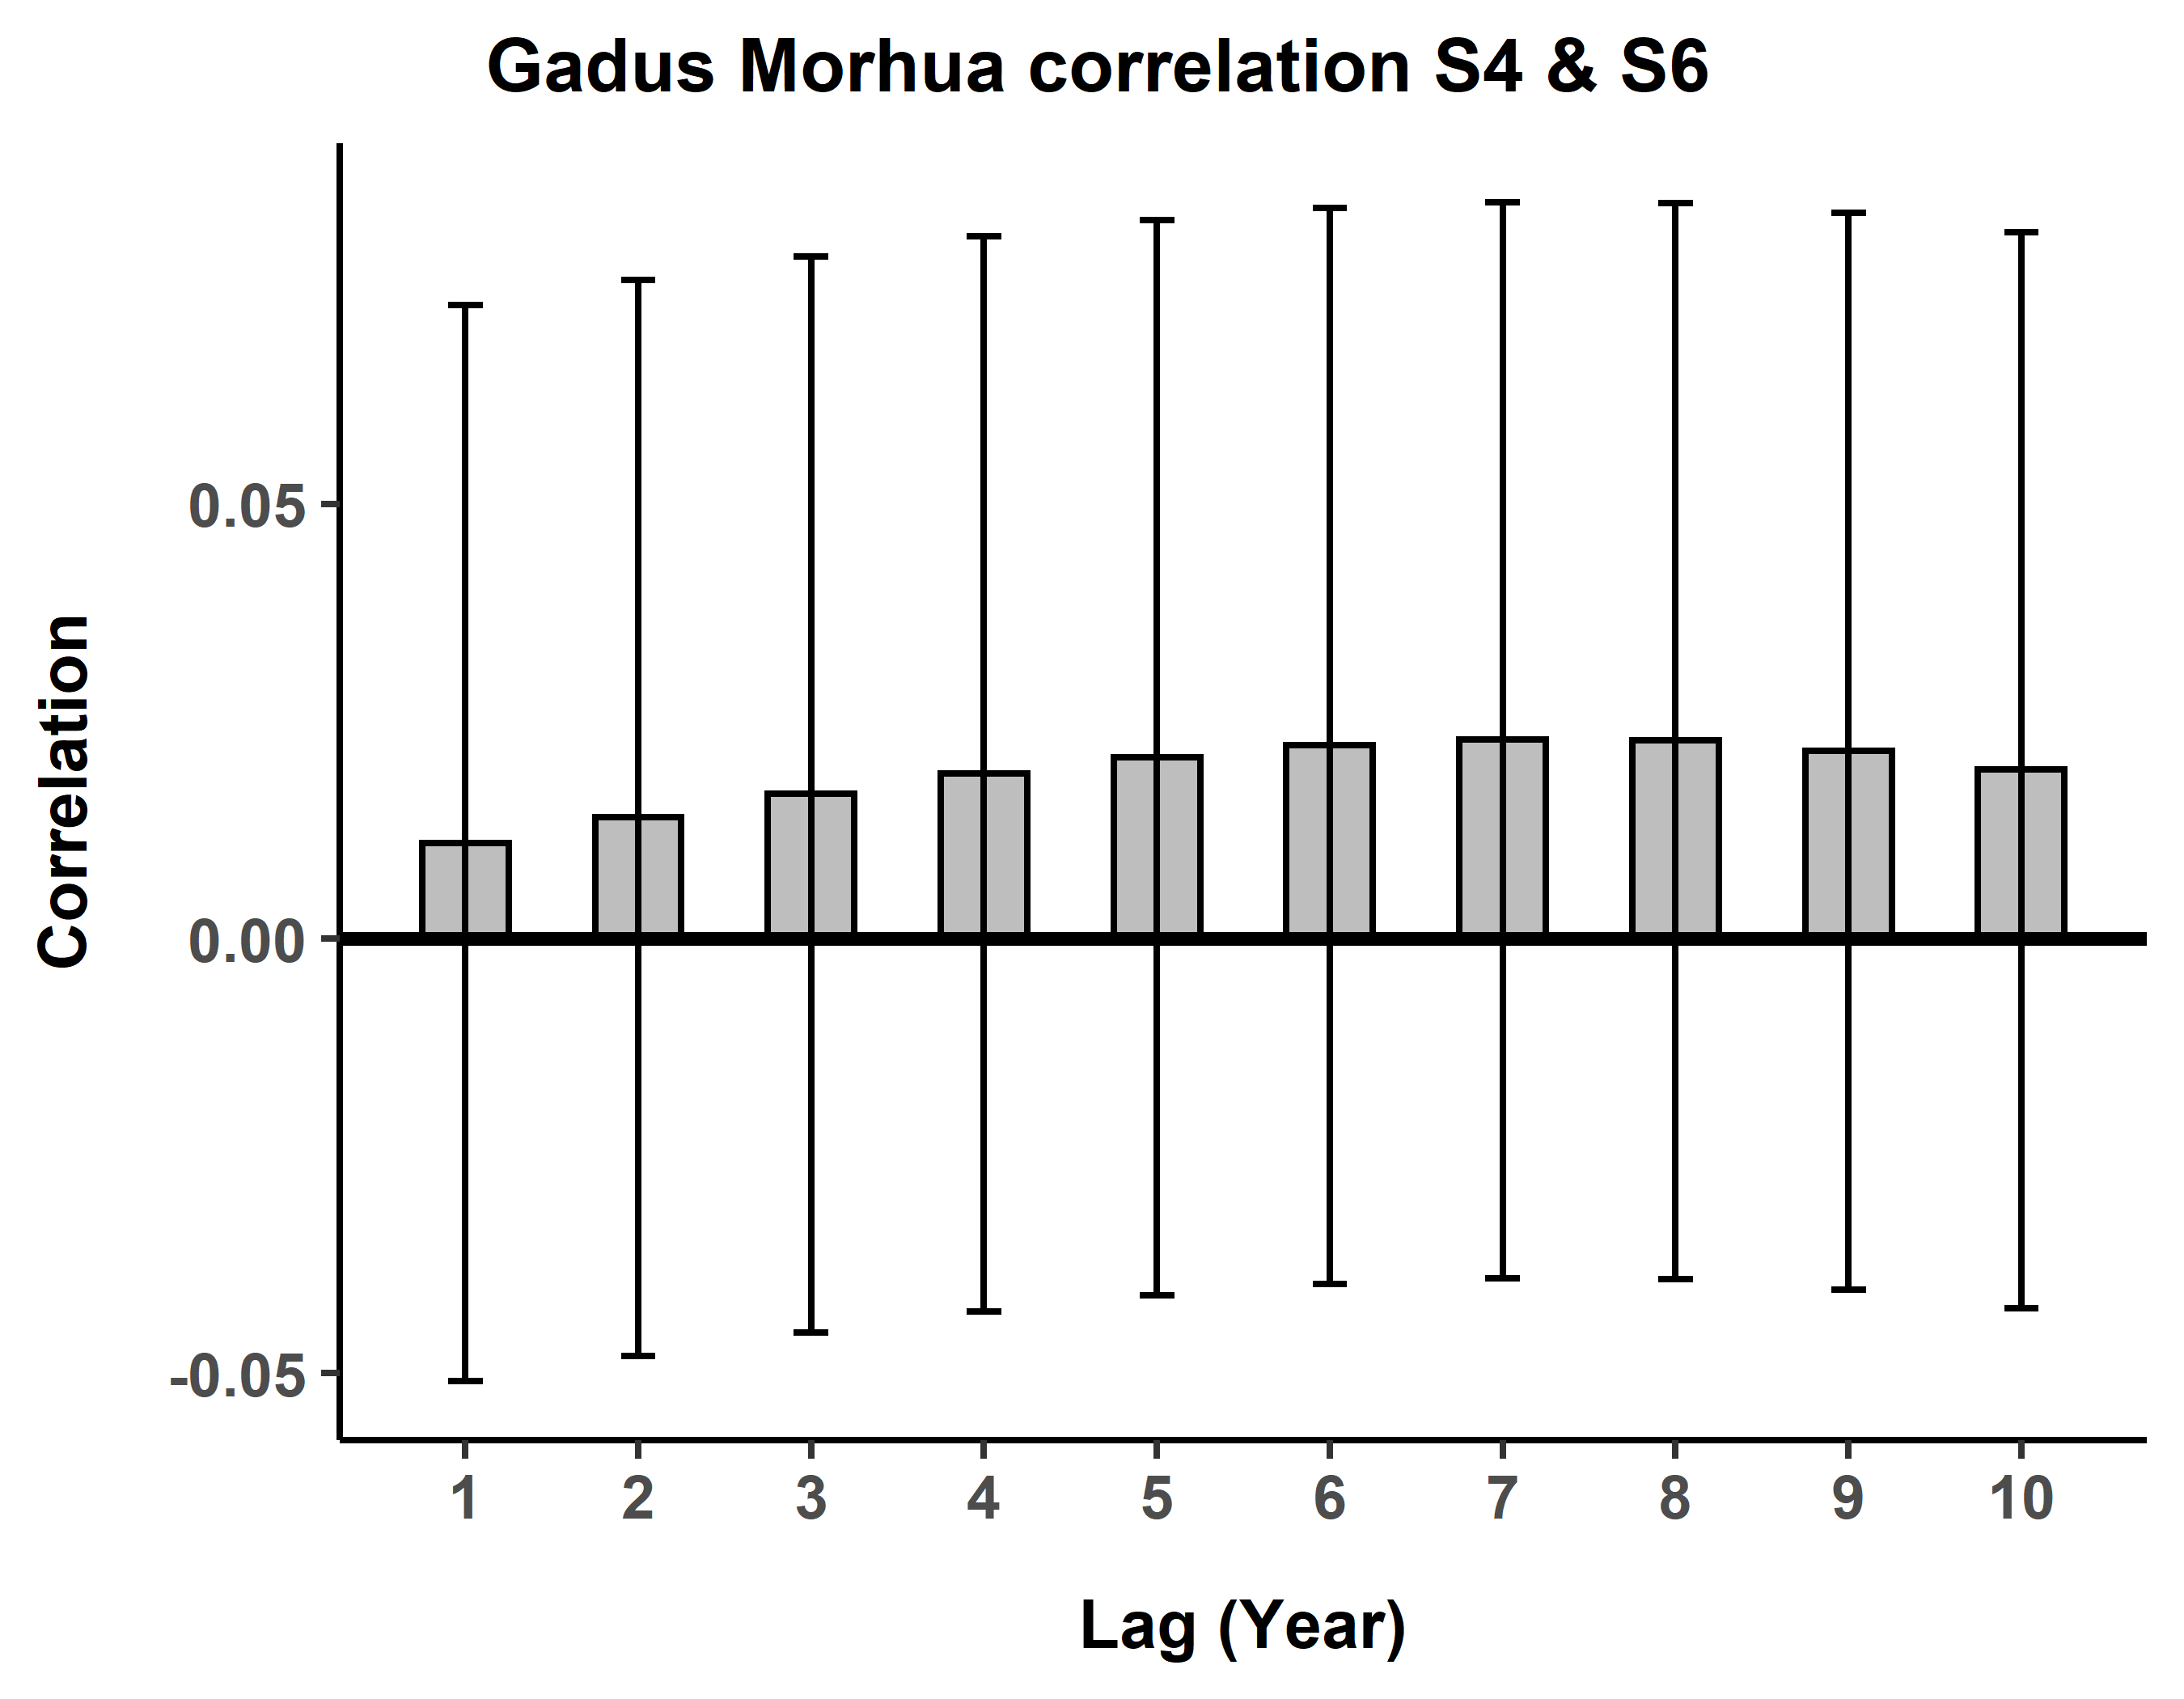 Gadus Morhua correlation S4 & S6
Correlation
0.05
0.00
-0.05
1 2 3 4 5 6 7 8 9 10
Lag (Year)